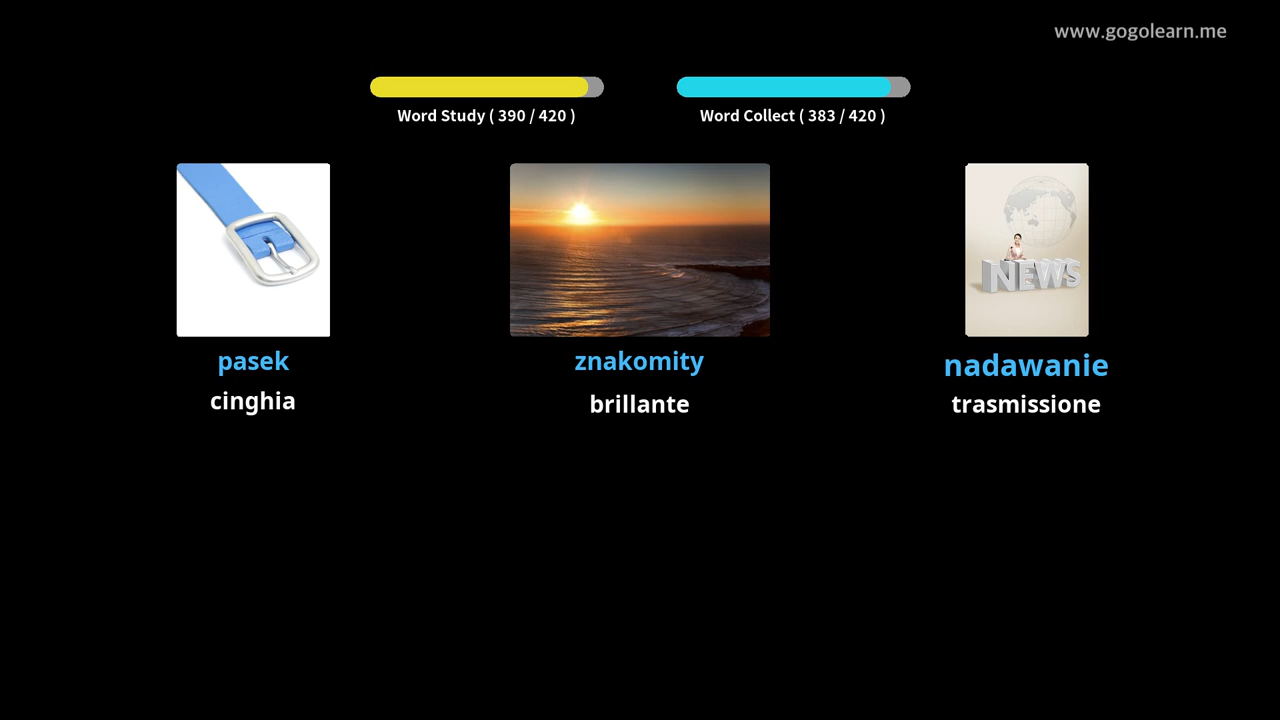 www.gogolearn.me
Word Study ( 390 / 420 )
Word Collect ( 383 / 420 )
NEWS
pasek
znakomity
nadawanie
cinghia
brillante
trasmissione